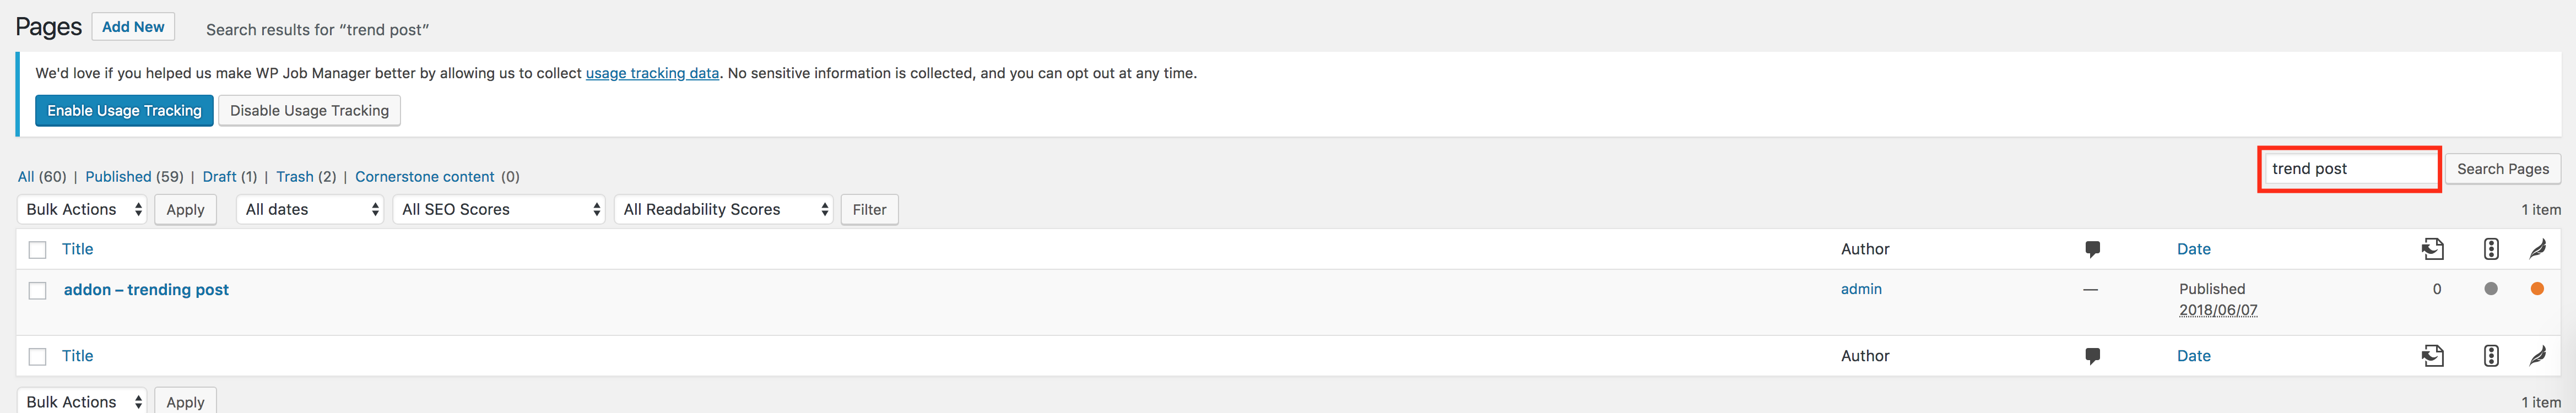 Pages Add New Search results for “trend post”
We'd love if you helped us make WP Job Manager better by allowing us to collect usage tracking data. No sensitive information is collected, and you can opt out at any time.
Enable Usage Tracking Disable Usage Tracking
trend post Search Pages
All (60) | Published (59) | Draft (1) | Trash (2) | Cornerstone content (0)
Bulk Actions Apply All dates All SEO Scores All Readability Scores Filter 1 item
Title Author Date
addon – trending post admin — Published 0
2018/06/07
Title Author Date
Bulk Actions Apply 1 item